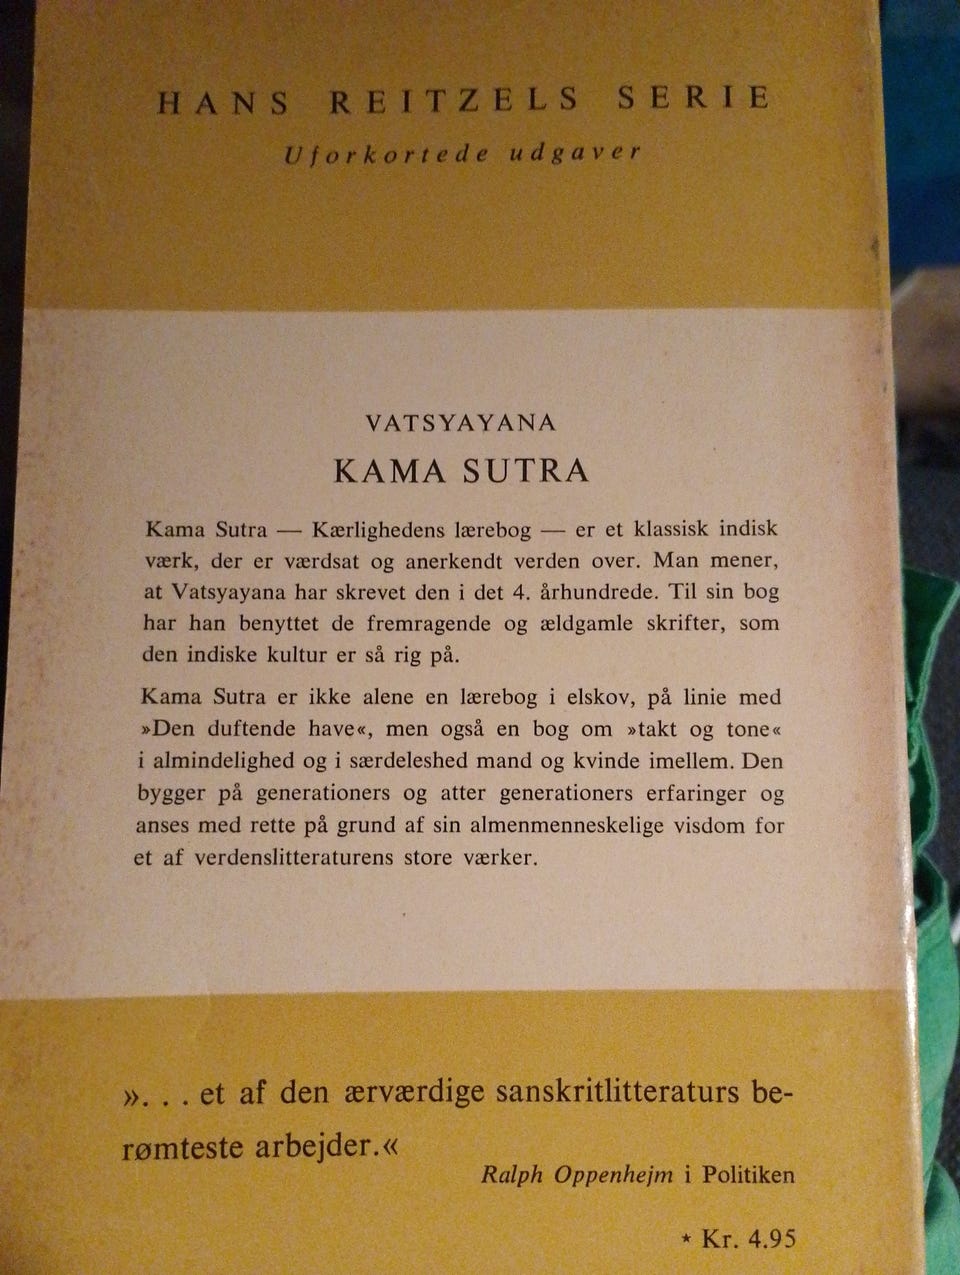 HANS REITZELS SERIE
Uforkortede udgaver
VATSYAYANA
KAMA SUTRA
Kama Sutra — Kærlighedens lærebog — er et klassisk indisk
værk, der er værdsat og anerkendt verden over. Man mener,
at Vatsyayana har skrevet den i det 4. århundrede. Til sin bog
har han benyttet de fremragende og ældgamle skrifter, som
den indiske kultur er så rig på.
Kama Sutra er ikke alene en lærebog i elskov, på linie med
»Den duftende have«, men også en bog om »takt og tone«
i almindelighed og i særdeleshed mand og kvinde imellem. Den
bygger på generationers og atter generationers erfaringer og
anses med rette på grund af sin almenmenneskelige visdom for
et af verdenslitteraturens store værker.
». . . et af den ærværdige sanskritlitteraturs be-
rømteste arbejder.«
Ralph Oppenhejm i Politiken
* Kr. 4.95